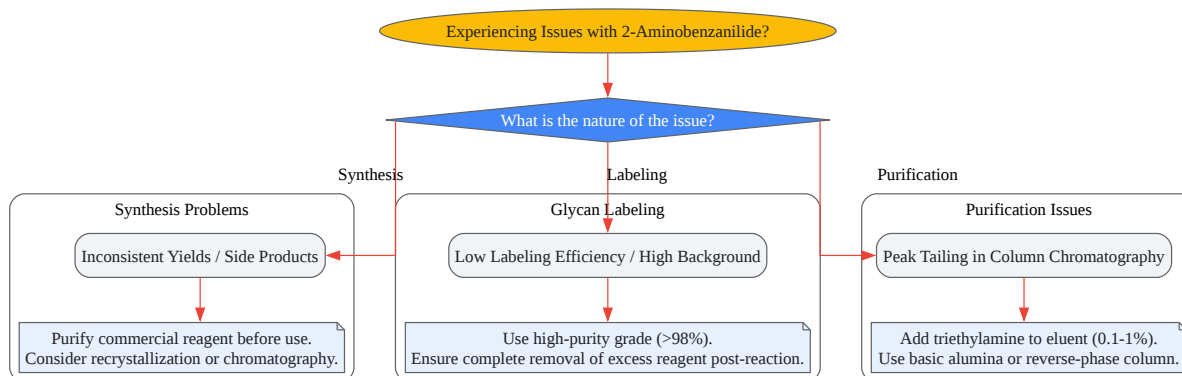 Experiencing Issues with 2-Aminobenzanilide?
What is the nature of the issue?
Synthesis
Labeling
Purification
Synthesis Problems
Glycan Labeling
Purification Issues
Inconsistent Yields / Side Products
Low Labeling Efficiency / High Background
Peak Tailing in Column Chromatography
Purify commercial reagent before use.
Consider recrystallization or chromatography.
Use high-purity grade (>98%).
Ensure complete removal of excess reagent post-reaction.
Add triethylamine to eluent (0.1-1%).
Use basic alumina or reverse-phase column.